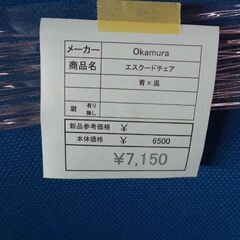 メーカー Okamura
商品名 エスクードチェア
青×黒
鍵 有り 無し
新品参考価格 ¥
本体価格 ¥ 6500
¥7,150